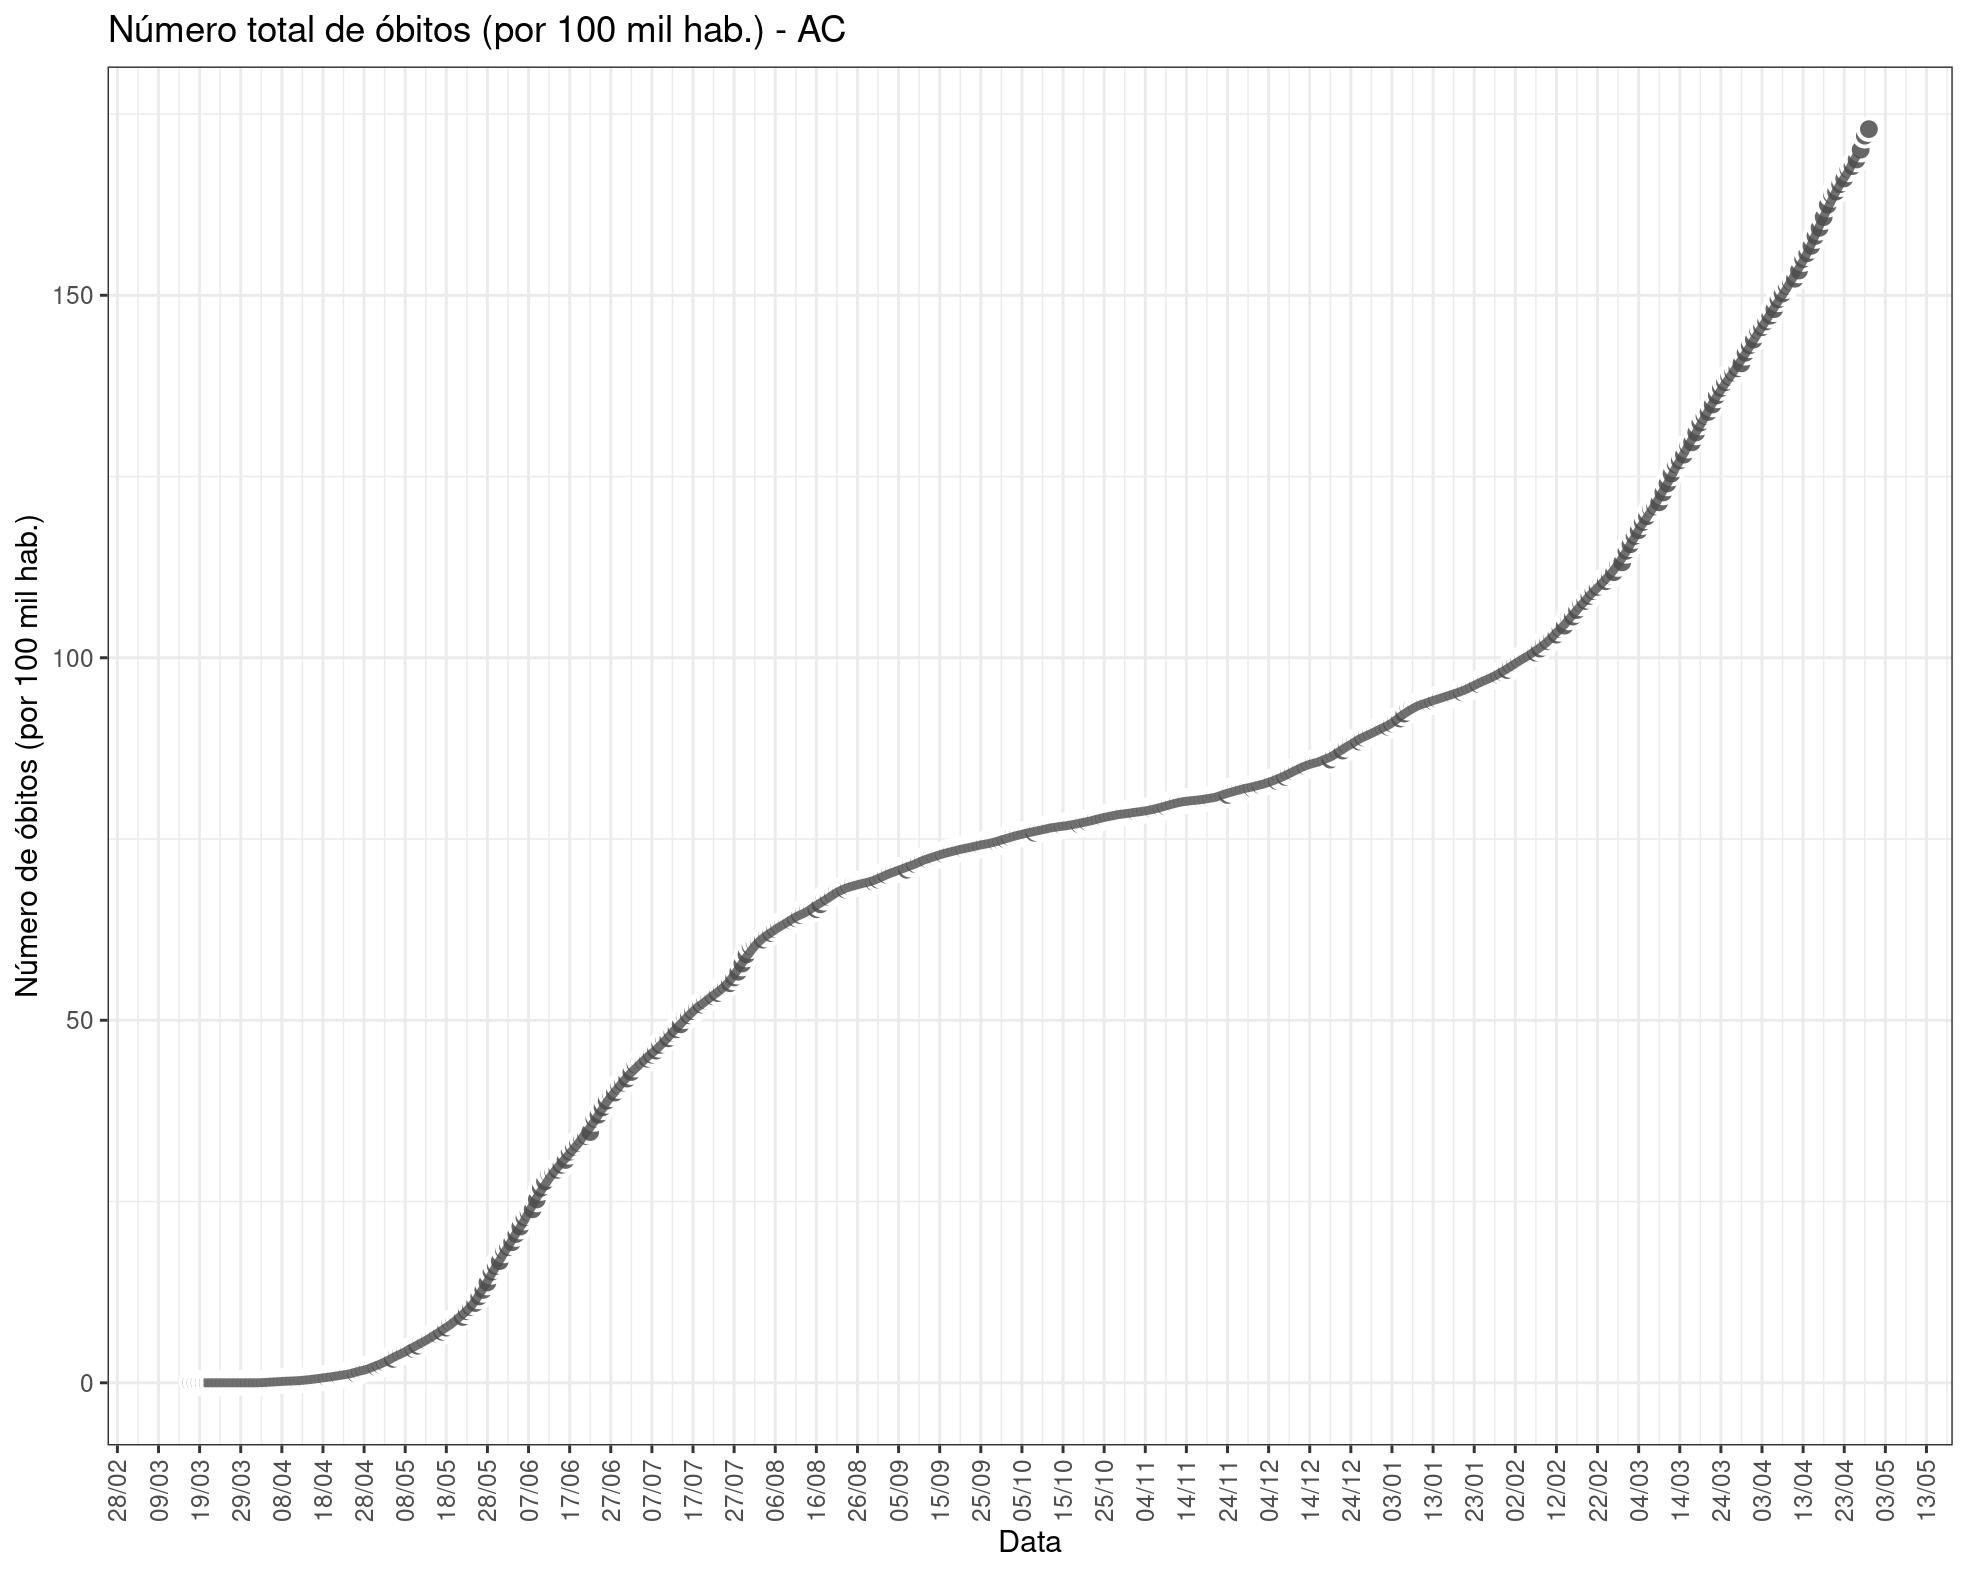 Número total de óbitos (por 100 mil hab.) - AC
Número de óbitos (por 100 mil hab.)
150
100
50
0
28/02 09/03 19/03 29/03 08/04 18/04 28/04 08/05 18/05 28/05 07/06 17/06 27/06 07/07 17/07 27/07 06/08 16/08 26/08 05/09 15/09 25/09 05/10 15/10 25/10 04/11 14/11 24/11 04/12 14/12 24/12 03/01 13/01 23/01 02/02 12/02 22/02 04/03 14/03 24/03 03/04 13/04 23/04 03/05 13/05
Data